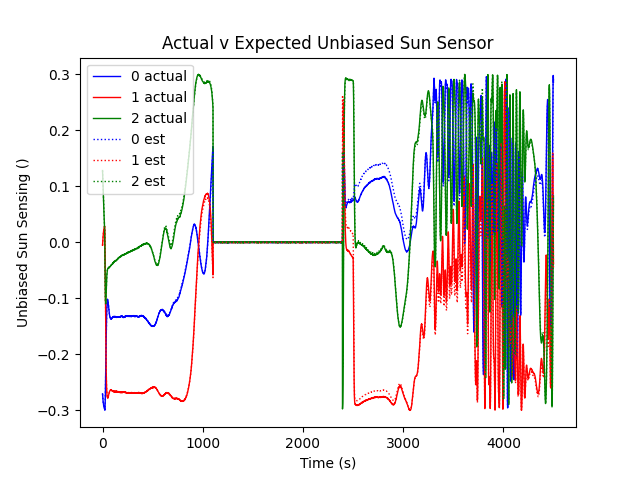 Actual v Expected Unbiased Sun Sensor
0 actual
1 actual
2 actual
0 est
1 est
2 est
Unbiased Sun Sensing ()
0.3
0.2
0.1
0.0
−0.1
−0.2
−0.3
0 1000 2000 3000 4000
Time (s)